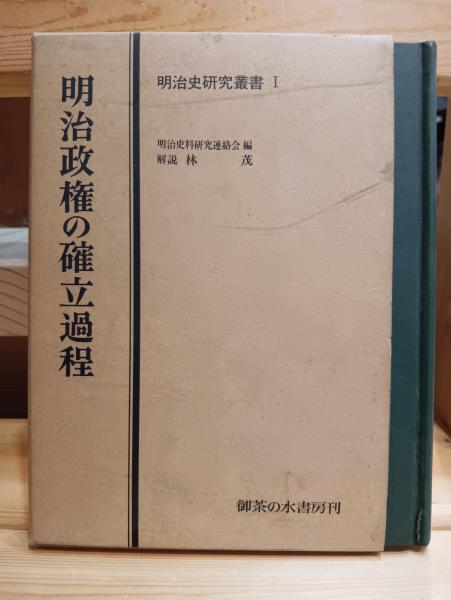 明治政権の確立過程
明治史研究叢書 I
明治史料研究連絡会 編
解説 林 茂
御茶の水書房刊